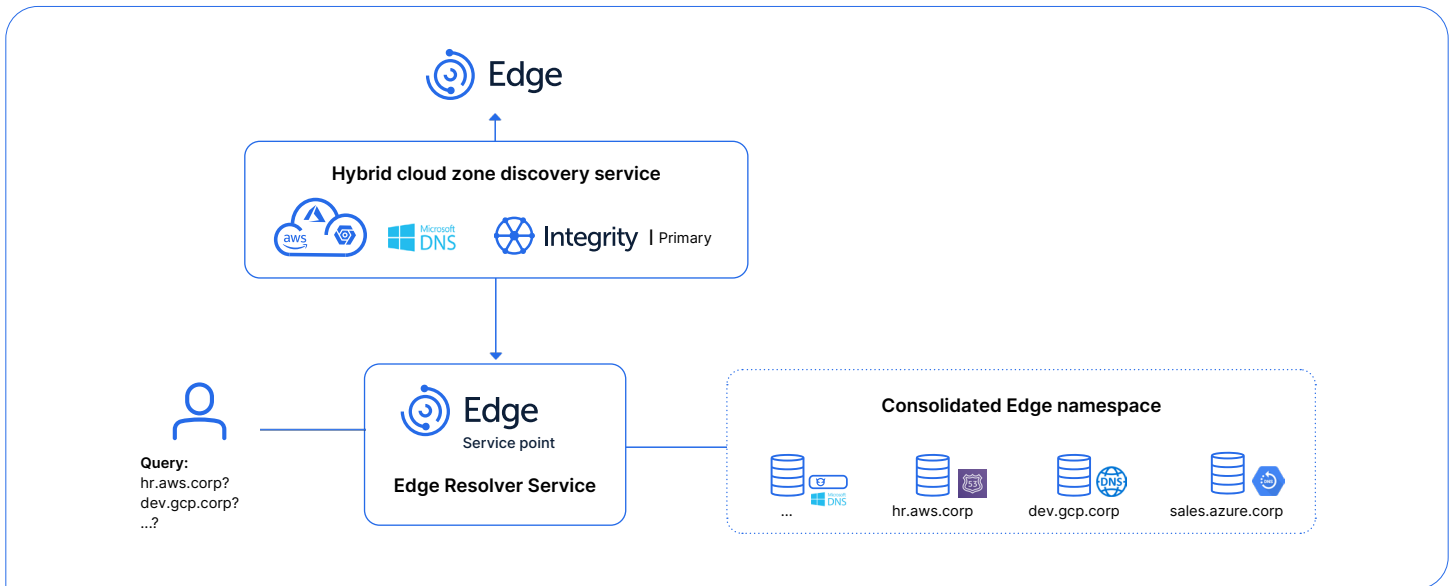 Edge
Hybrid cloud zone discovery service
aws
Microsoft
DNS
Integrity | Primary
Edge
Service point
Edge Resolver Service
Query:
hr.aws.corp?
dev.gcp.corp?
...?
Consolidated Edge namespace
Microsoft
DNS
53
DNS
DNS
...
hr.aws.corp
dev.gcp.corp
sales.azure.corp